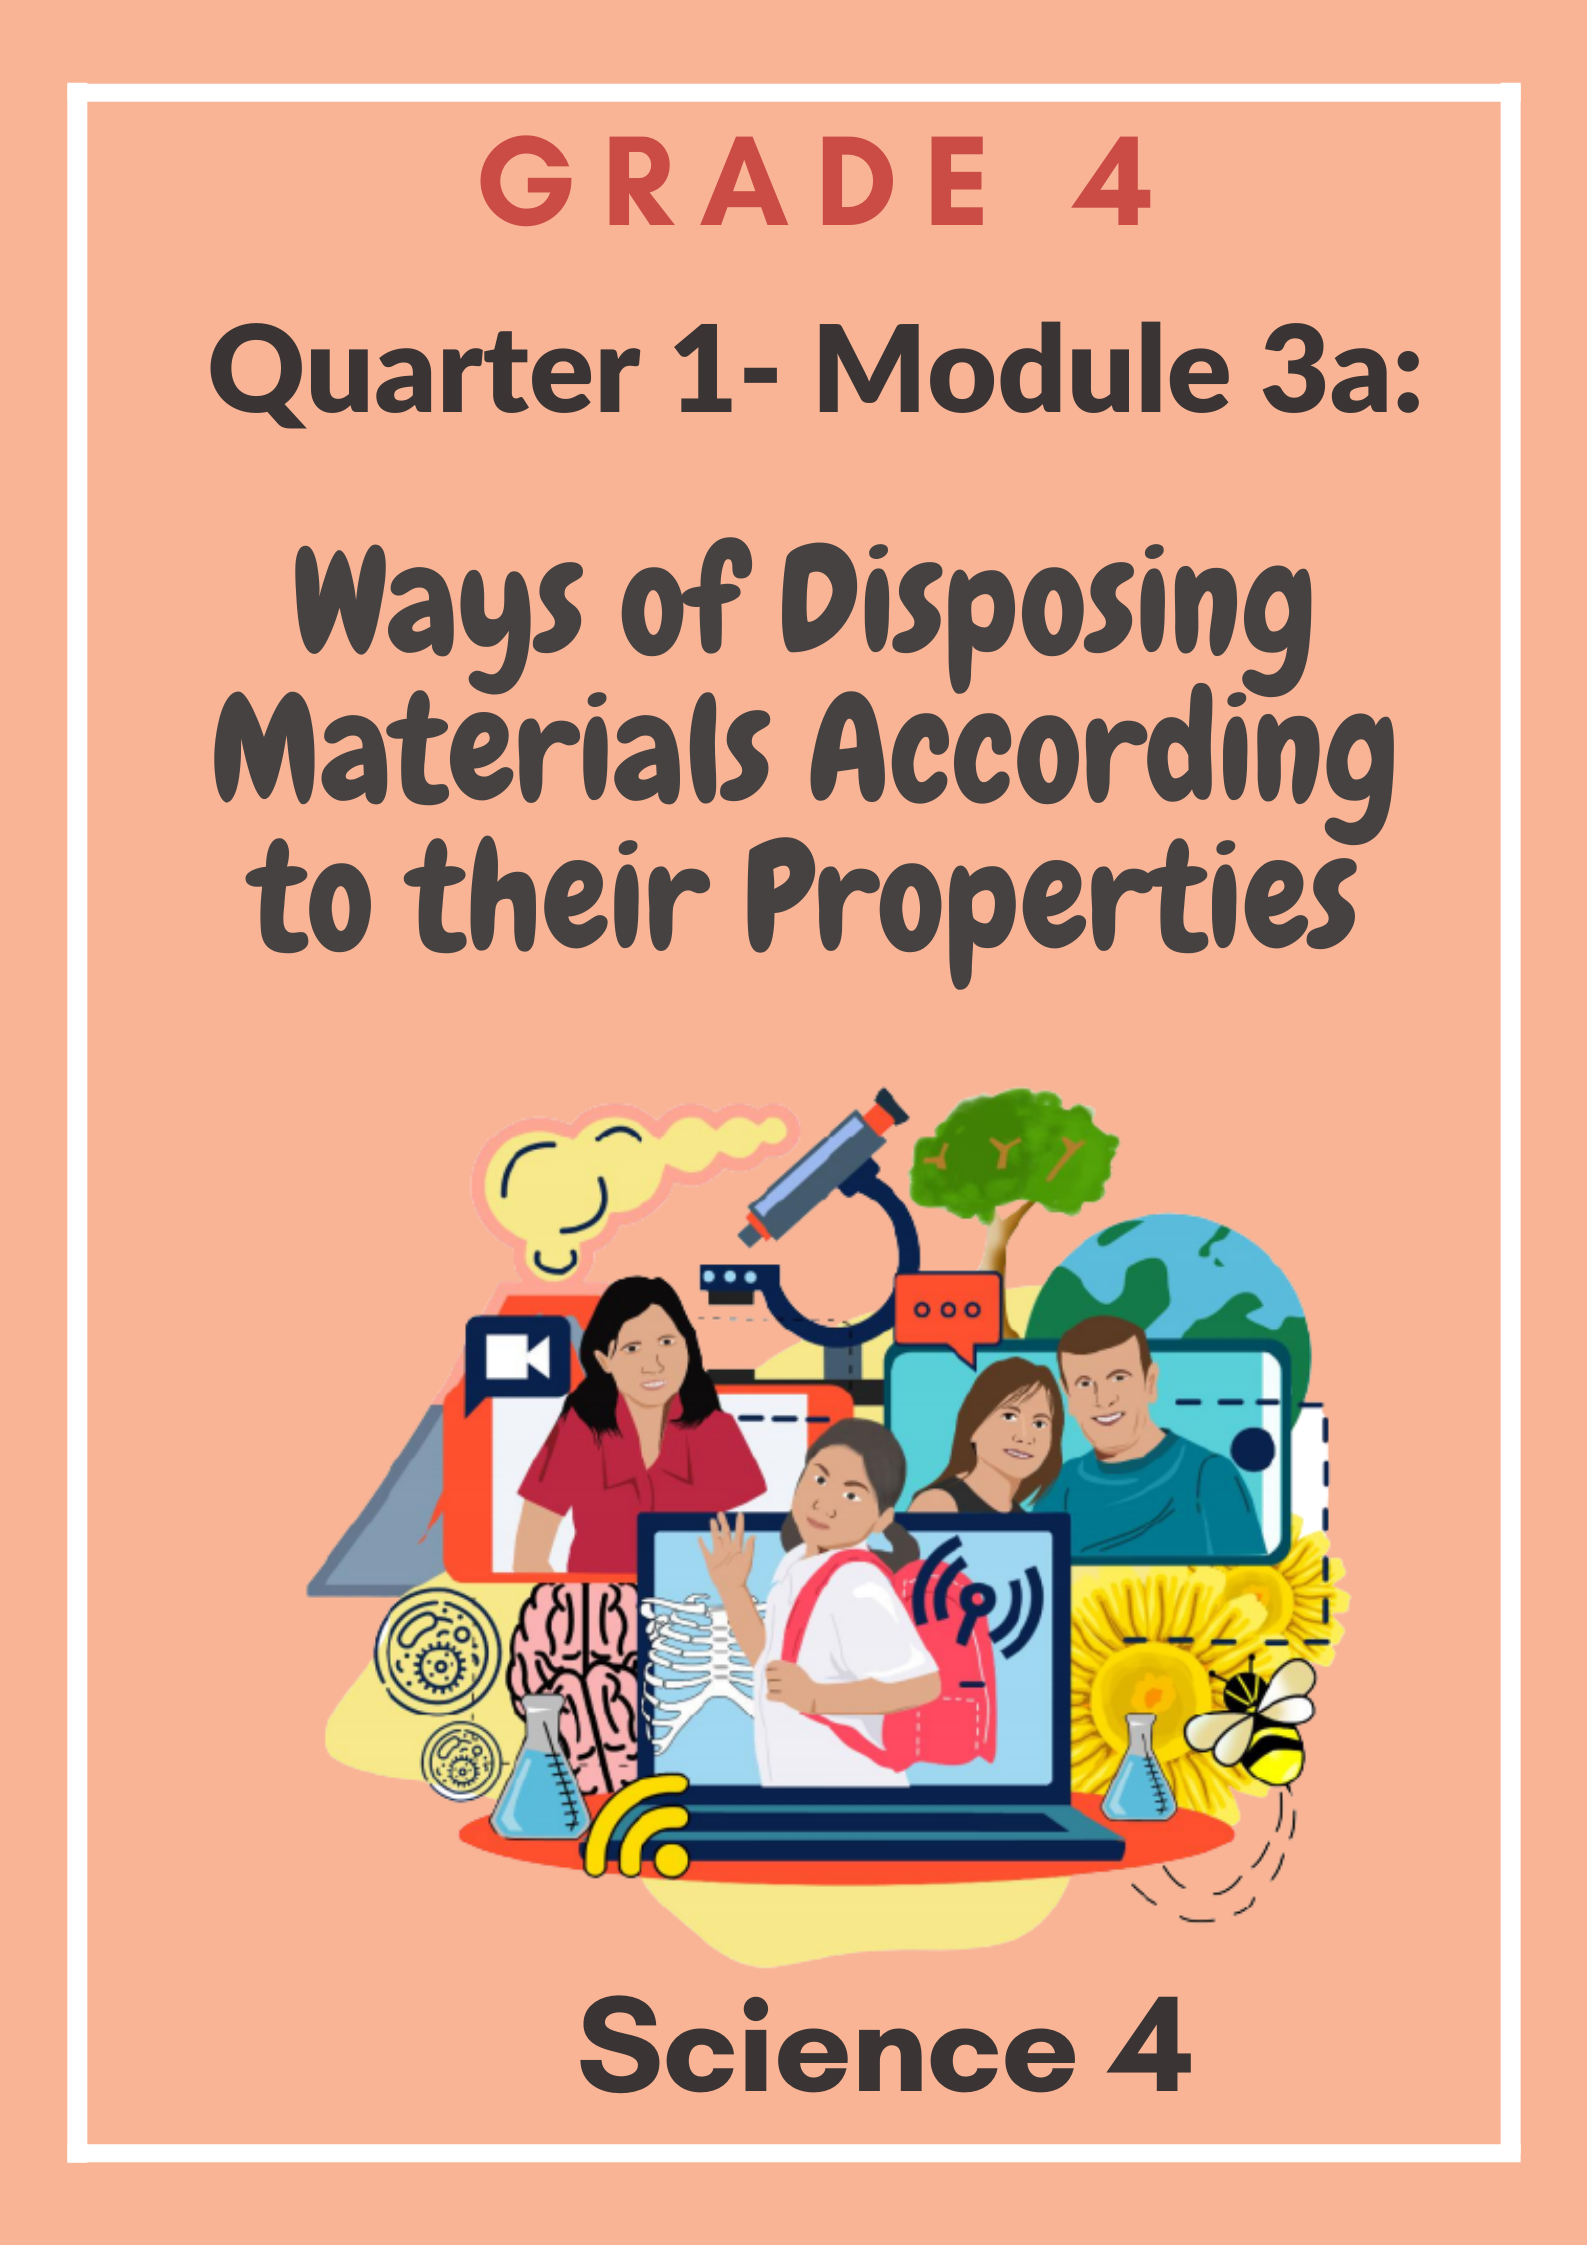 GRADE 4
Quarter 1- Module 3a:
Ways of Disposing
Materials According
to their Properties
Science 4